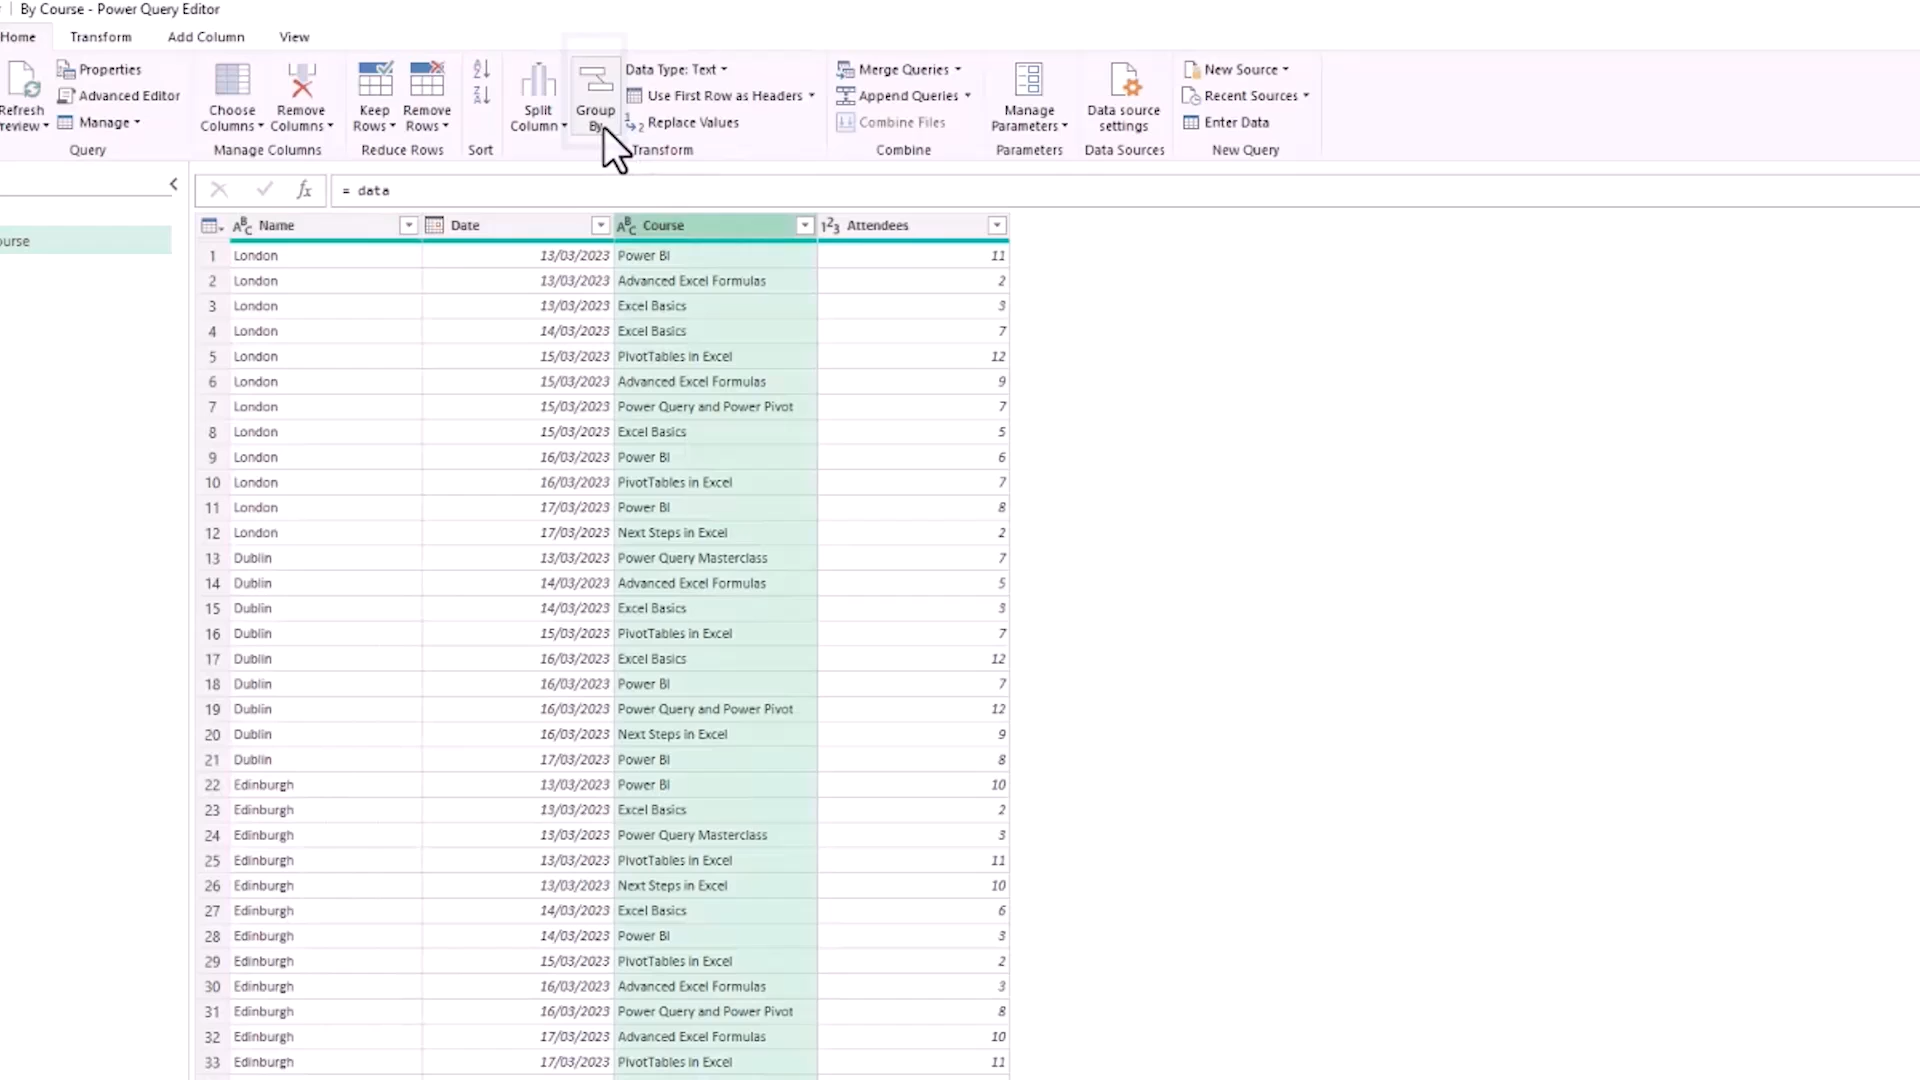 By Course - Power Query Editor
Home Transform Add Column View
Properties
Advanced Editor
Manage
Choose Columns
Remove Columns
Keep Rows
Remove Rows
Split Column
Group By
Data Type: Text
Use First Row as Headers
Replace Values
Merge Queries
Append Queries
Combine Files
Manage Parameters
Data source settings
New Source
Recent Sources
Enter Data
Refresh
Query Manage Columns Reduce Rows Sort Transform Combine Parameters Data Sources New Query
fx = data
ABC Name Date ABC Course 123 Attendees
1 London 13/03/2023 Power BI 11
2 London 13/03/2023 Advanced Excel Formulas 2
3 London 13/03/2023 Excel Basics 3
4 London 14/03/2023 Excel Basics 7
5 London 15/03/2023 PivotTables in Excel 12
6 London 15/03/2023 Advanced Excel Formulas 9
7 London 15/03/2023 Power Query and Power Pivot 7
8 London 15/03/2023 Excel Basics 5
9 London 16/03/2023 Power BI 6
10 London 16/03/2023 PivotTables in Excel 7
11 London 17/03/2023 Power BI 8
12 London 17/03/2023 Next Steps in Excel 2
13 Dublin 13/03/2023 Power Query Masterclass 7
14 Dublin 14/03/2023 Advanced Excel Formulas 5
15 Dublin 14/03/2023 Excel Basics 3
16 Dublin 15/03/2023 PivotTables in Excel 7
17 Dublin 16/03/2023 Excel Basics 12
18 Dublin 16/03/2023 Power BI 7
19 Dublin 16/03/2023 Power Query and Power Pivot 12
20 Dublin 16/03/2023 Next Steps in Excel 9
21 Dublin 17/03/2023 Power BI 8
22 Edinburgh 13/03/2023 Power BI 10
23 Edinburgh 13/03/2023 Excel Basics 2
24 Edinburgh 13/03/2023 Power Query Masterclass 3
25 Edinburgh 13/03/2023 PivotTables in Excel 11
26 Edinburgh 13/03/2023 Next Steps in Excel 10
27 Edinburgh 14/03/2023 Excel Basics 6
28 Edinburgh 14/03/2023 Power BI 3
29 Edinburgh 15/03/2023 PivotTables in Excel 2
30 Edinburgh 16/03/2023 Advanced Excel Formulas 3
31 Edinburgh 16/03/2023 Power Query and Power Pivot 8
32 Edinburgh 17/03/2023 Advanced Excel Formulas 10
33 Edinburgh 17/03/2023 PivotTables in Excel 11